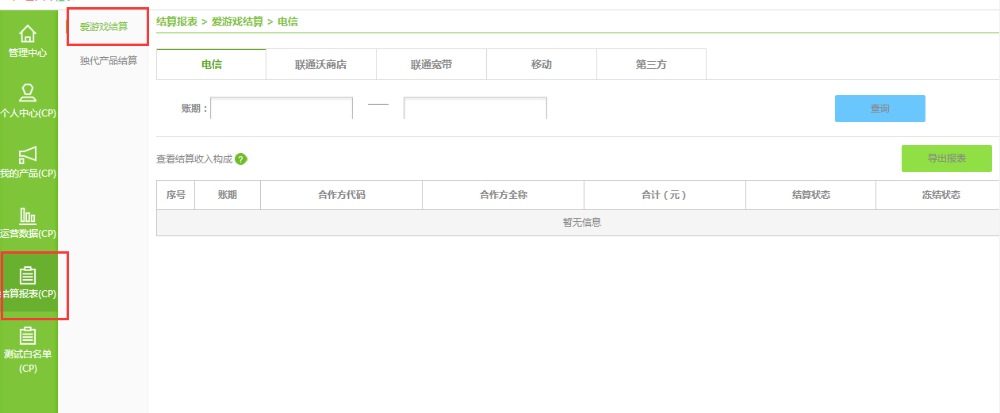 管理中心
个人中心(CP)
我的产品(CP)
运营数据(CP)
结算报表(CP)
测试白名单
(CP)
爱游戏结算
独代产品结算
结算报表 > 爱游戏结算 > 电信
电信 联通沃商店 联通宽带 移动 第三方
账期： 查询
查看结算收入构成 ? 导出报表
序号 账期 合作方代码 合作方全称 合计（元） 结算状态 冻结状态
暂无信息